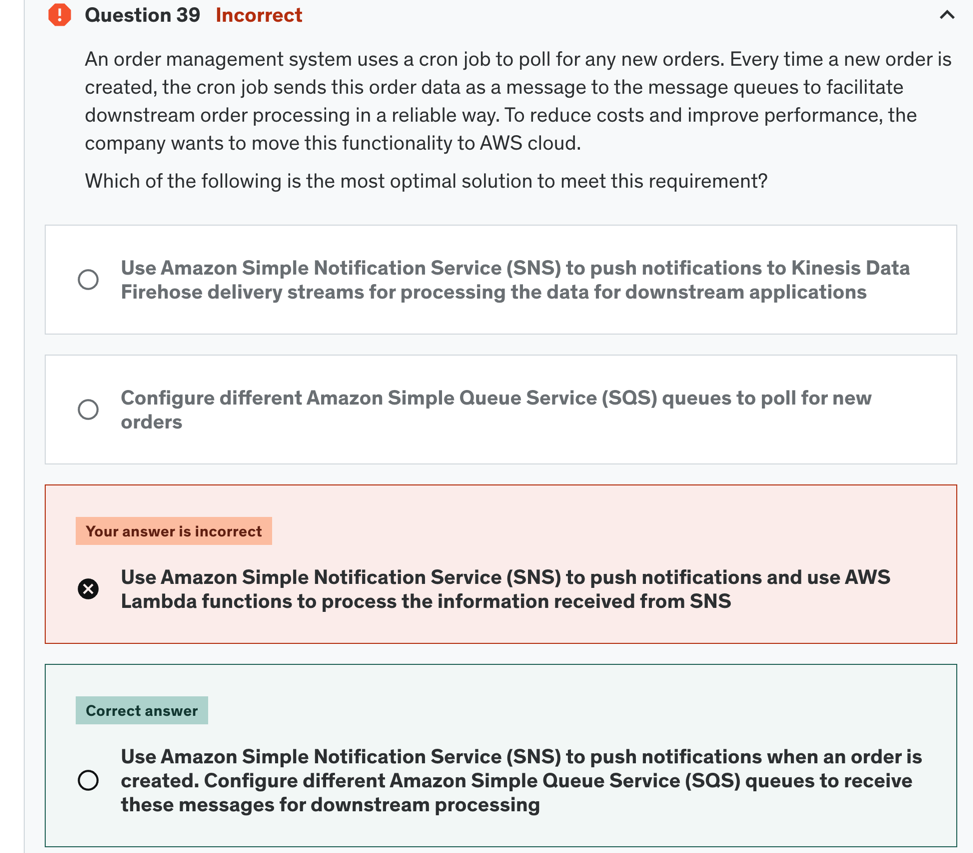 Question 39 Incorrect
An order management system uses a cron job to poll for any new orders. Every time a new order is
created, the cron job sends this order data as a message to the message queues to facilitate
downstream order processing in a reliable way. To reduce costs and improve performance, the
company wants to move this functionality to AWS cloud.
Which of the following is the most optimal solution to meet this requirement?
Use Amazon Simple Notification Service (SNS) to push notifications to Kinesis Data
Firehose delivery streams for processing the data for downstream applications
Configure different Amazon Simple Queue Service (SQS) queues to poll for new
orders
Your answer is incorrect
Use Amazon Simple Notification Service (SNS) to push notifications and use AWS
Lambda functions to process the information received from SNS
Correct answer
Use Amazon Simple Notification Service (SNS) to push notifications when an order is
created. Configure different Amazon Simple Queue Service (SQS) queues to receive
these messages for downstream processing